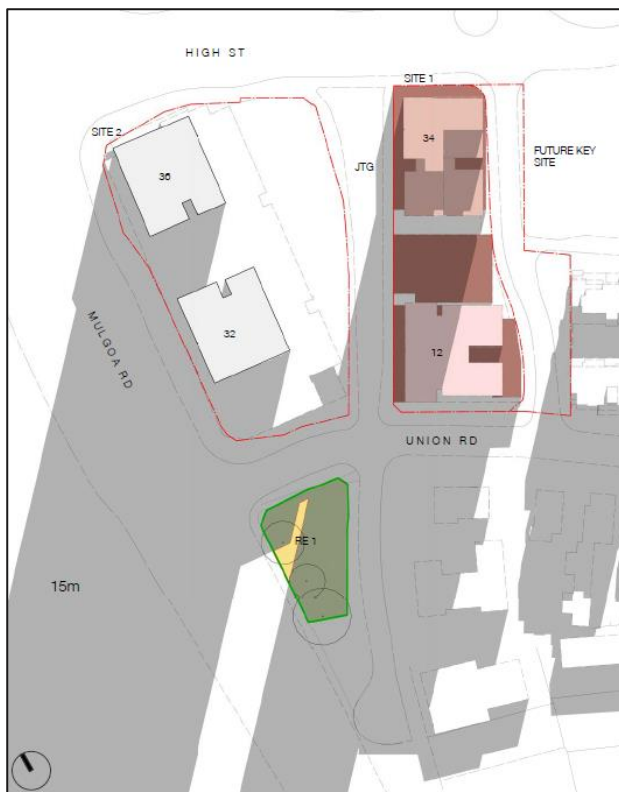 HIGH ST
SITE 1
SITE 2
34
36
JTG
FUTURE KEY
SITE
32
12
MULGOA RD
UNION RD
RE 1
15m